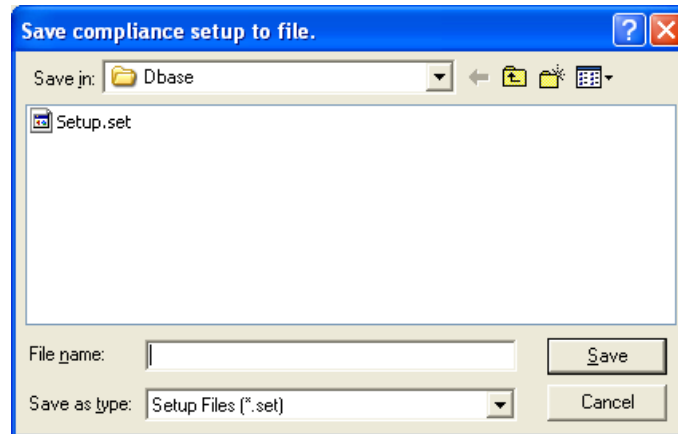 Save compliance setup to file.
Save in: Dbase
Setup.set
File name: Save
Save as type: Setup Files (*.set) Cancel